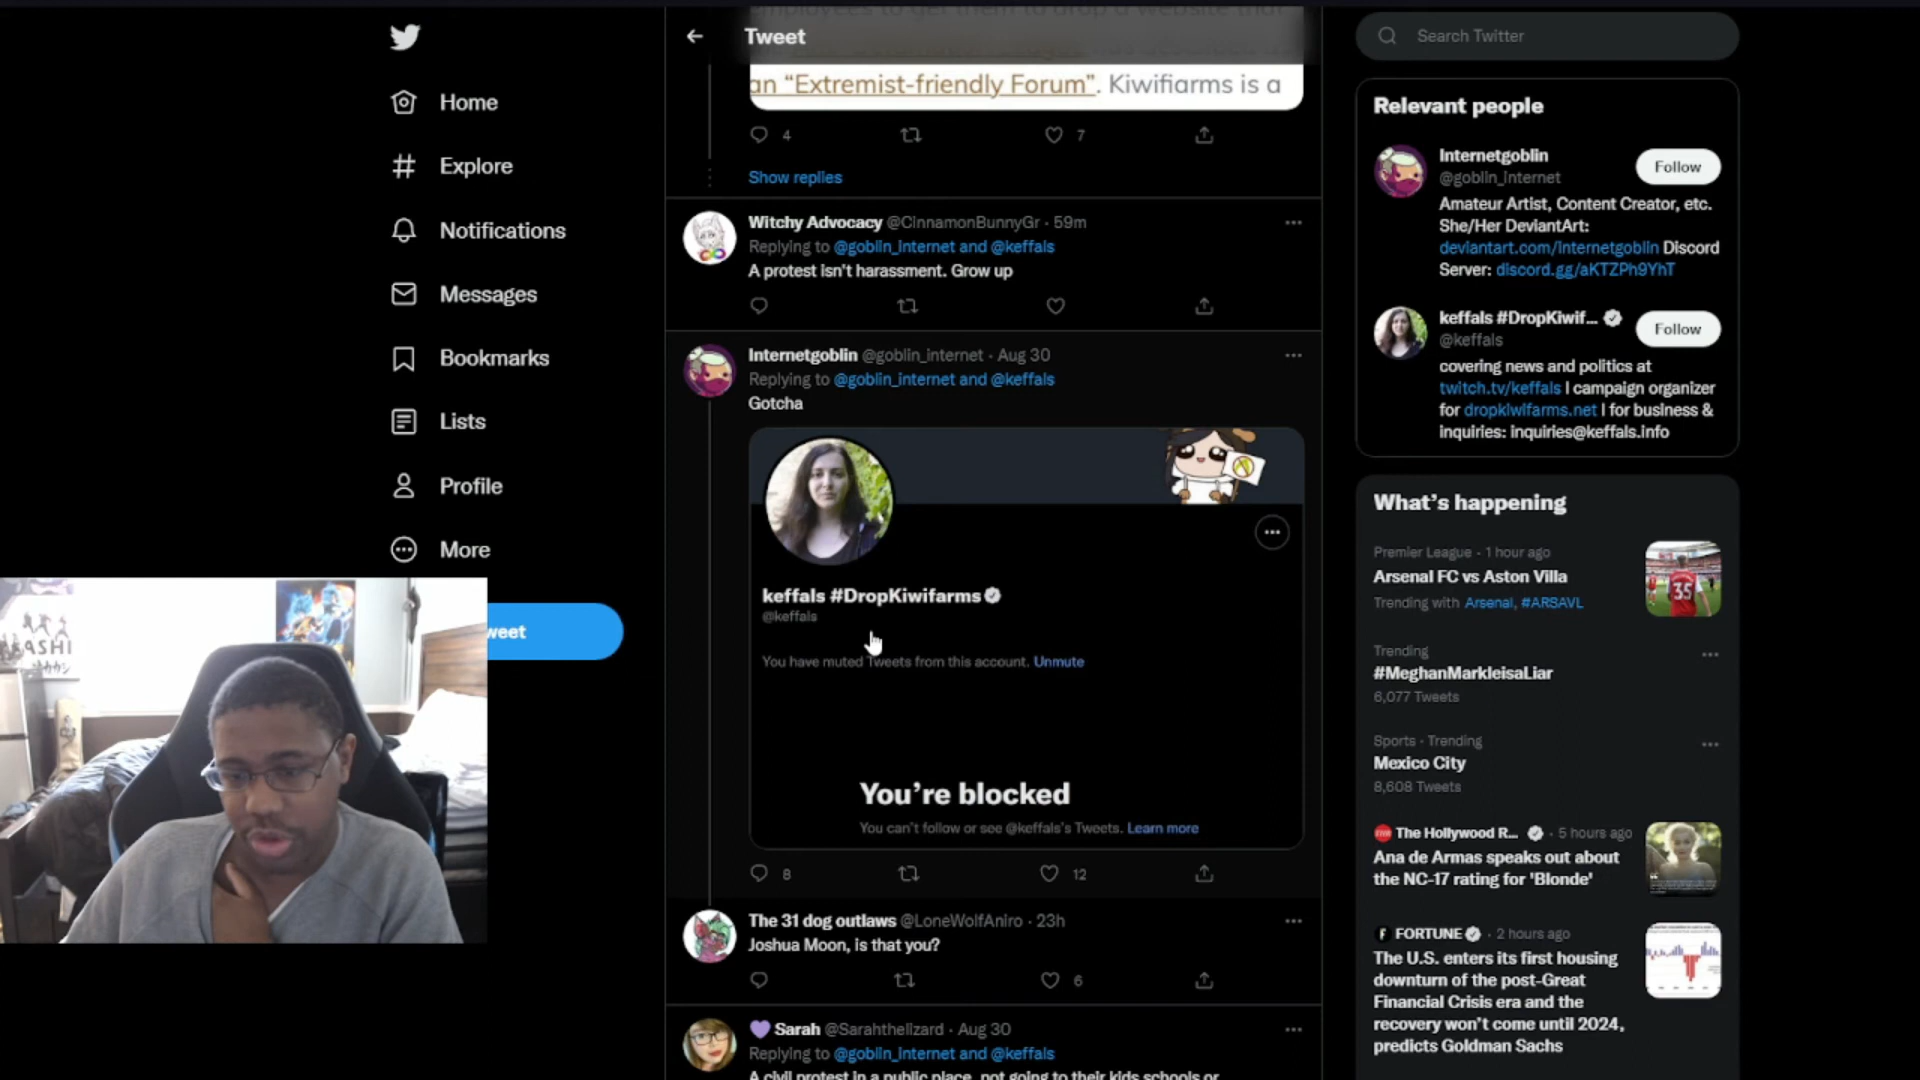 Home
Explore
Notifications
Messages
Bookmarks
Lists
Profile
More
weet
Tweet
an “Extremist-friendly Forum”. Kiwifiarms is a
4
7
Show replies
Witchy Advocacy @CinnamonBunnyGr · 59m
Replying to @goblin_internet and @keffals
A protest isn't harassment. Grow up
Internetgoblin @goblin_internet · Aug 30
Replying to @goblin_internet and @keffals
Gotcha
keffals #DropKiwifarms
@keffals
You have muted Tweets from this account. Unmute
You're blocked
You can't follow or see @keffals's Tweets. Learn more
8
12
The 31 dog outlaws @LoneWolfAniro · 23h
Joshua Moon, is that you?
6
💜 Sarah @Sarahthelizard · Aug 30
Replying to @goblin_internet and @keffals
A civil protest in a public place, not going to their kids schools or
Search Twitter
Relevant people
Internetgoblin
@goblin_internet
Follow
Amateur Artist, Content Creator, etc.
She/Her DeviantArt:
deviantart.com/internetgoblin Discord
Server: discord.gg/aKTZPh9YhT
keffals #DropKiwif...
@keffals
Follow
covering news and politics at
twitch.tv/keffals | campaign organizer
for dropkiwifarms.net | for business &
inquiries: inquiries@keffals.info
What's happening
Premier League · 1 hour ago
Arsenal FC vs Aston Villa
Trending with Arsenal, #ARSAVL
35
Trending
#MeghanMarkleisaLiar
6,077 Tweets
Sports · Trending
Mexico City
8,608 Tweets
The Hollywood R... · 5 hours ago
Ana de Armas speaks out about
the NC-17 rating for 'Blonde'
FORTUNE · 2 hours ago
The U.S. enters its first housing
downturn of the post-Great
Financial Crisis era and the
recovery won't come until 2024,
predicts Goldman Sachs